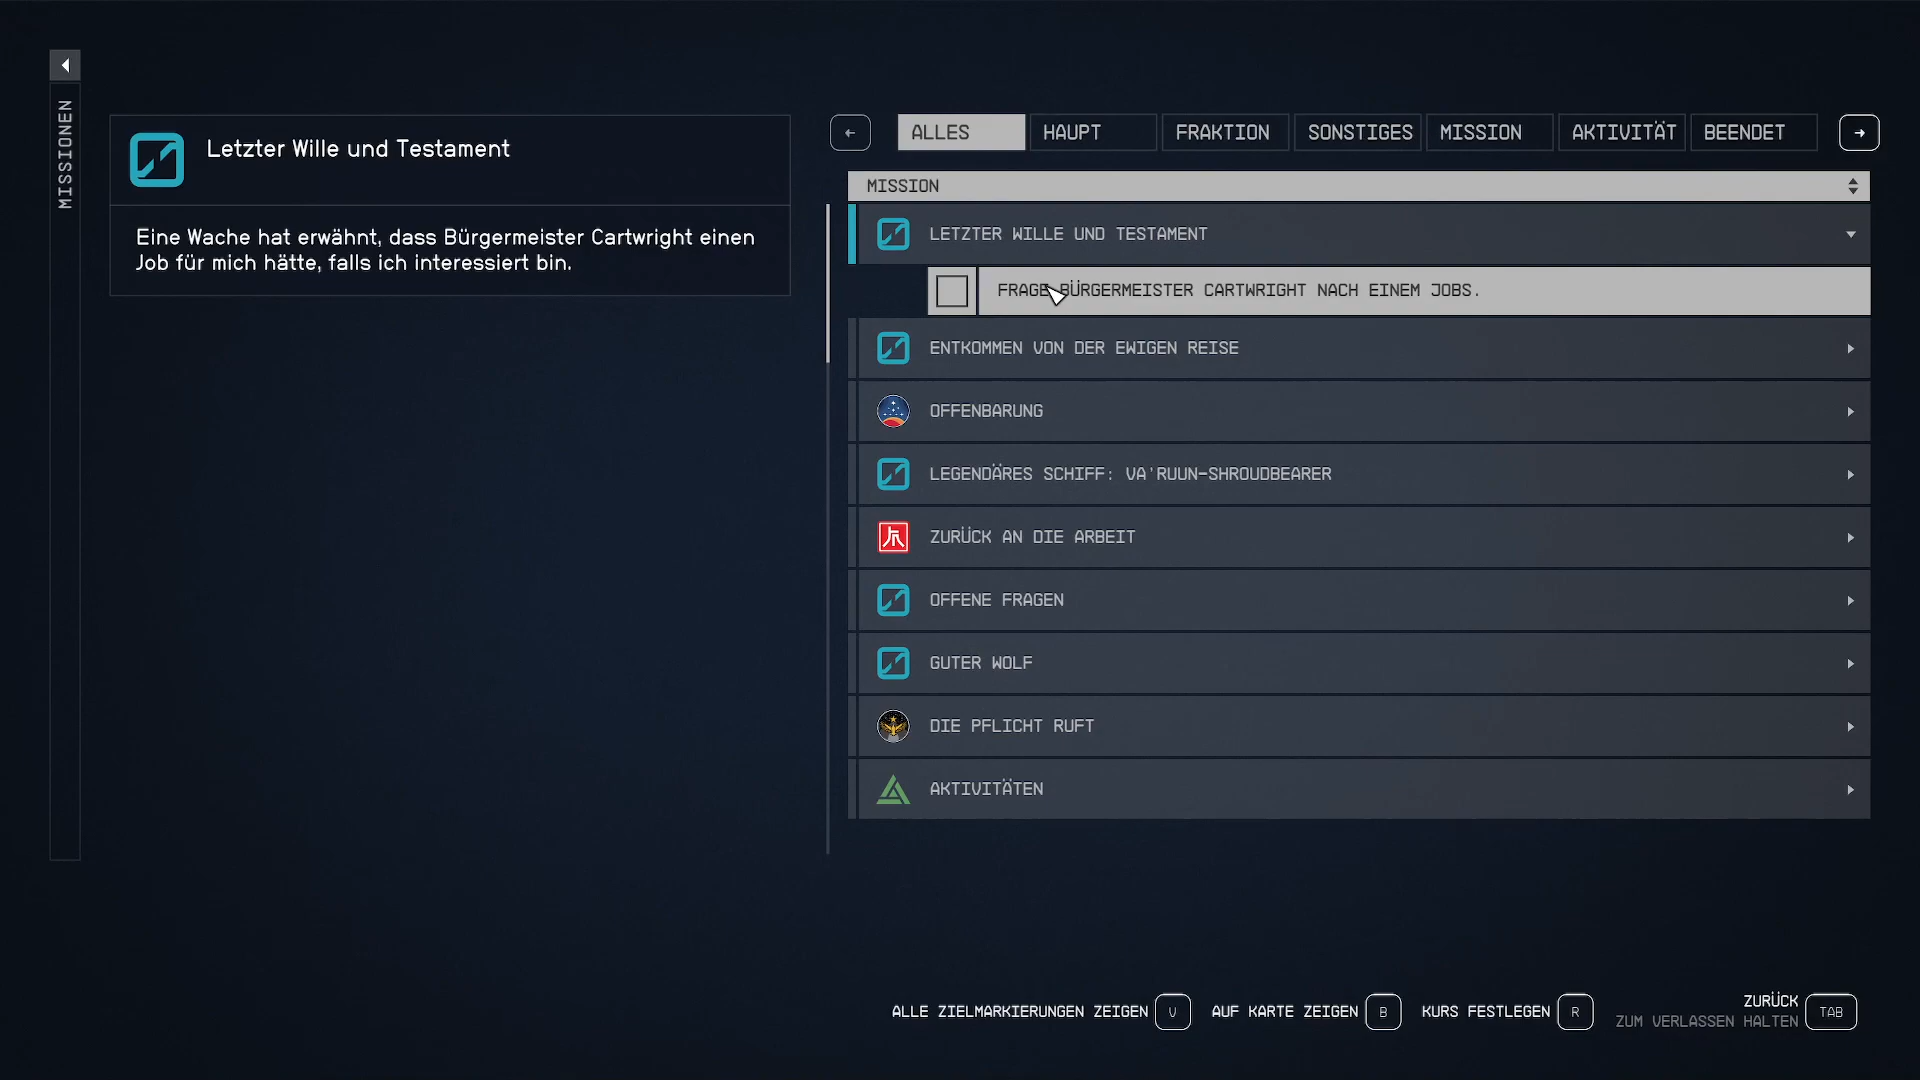 MISSIONEN
Letzter Wille und Testament
Eine Wache hat erwähnt, dass Bürgermeister Cartwright einen
Job für mich hätte, falls ich interessiert bin.
ALLES HAUPT FRAKTION SONSTIGES MISSION AKTIVITÄT BEENDET
MISSION
LETZTER WILLE UND TESTAMENT
FRAGE BÜRGERMEISTER CARTWRIGHT NACH EINEM JOBS.
ENTKOMMEN VON DER EWIGEN REISE
OFFENBARUNG
LEGENDÄRES SCHIFF: VA'RUUN-SHROUDBEARER
ZURÜCK AN DIE ARBEIT
OFFENE FRAGEN
GUTER WOLF
DIE PFLICHT RUFT
AKTIVITÄTEN
ALLE ZIELMARKIERUNGEN ZEIGEN V AUF KARTE ZEIGEN B KURS FESTLEGEN R ZURÜCK TAB
ZUM VERLASSEN HALTEN